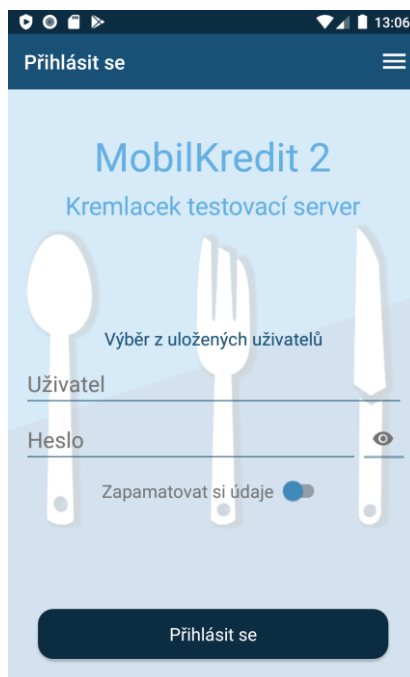 13:06
Přihlásit se
MobilKredit 2
Kremlacek testovací server
Výběr z uložených uživatelů
Uživatel
Heslo
Zapamatovat si údaje
Přihlásit se